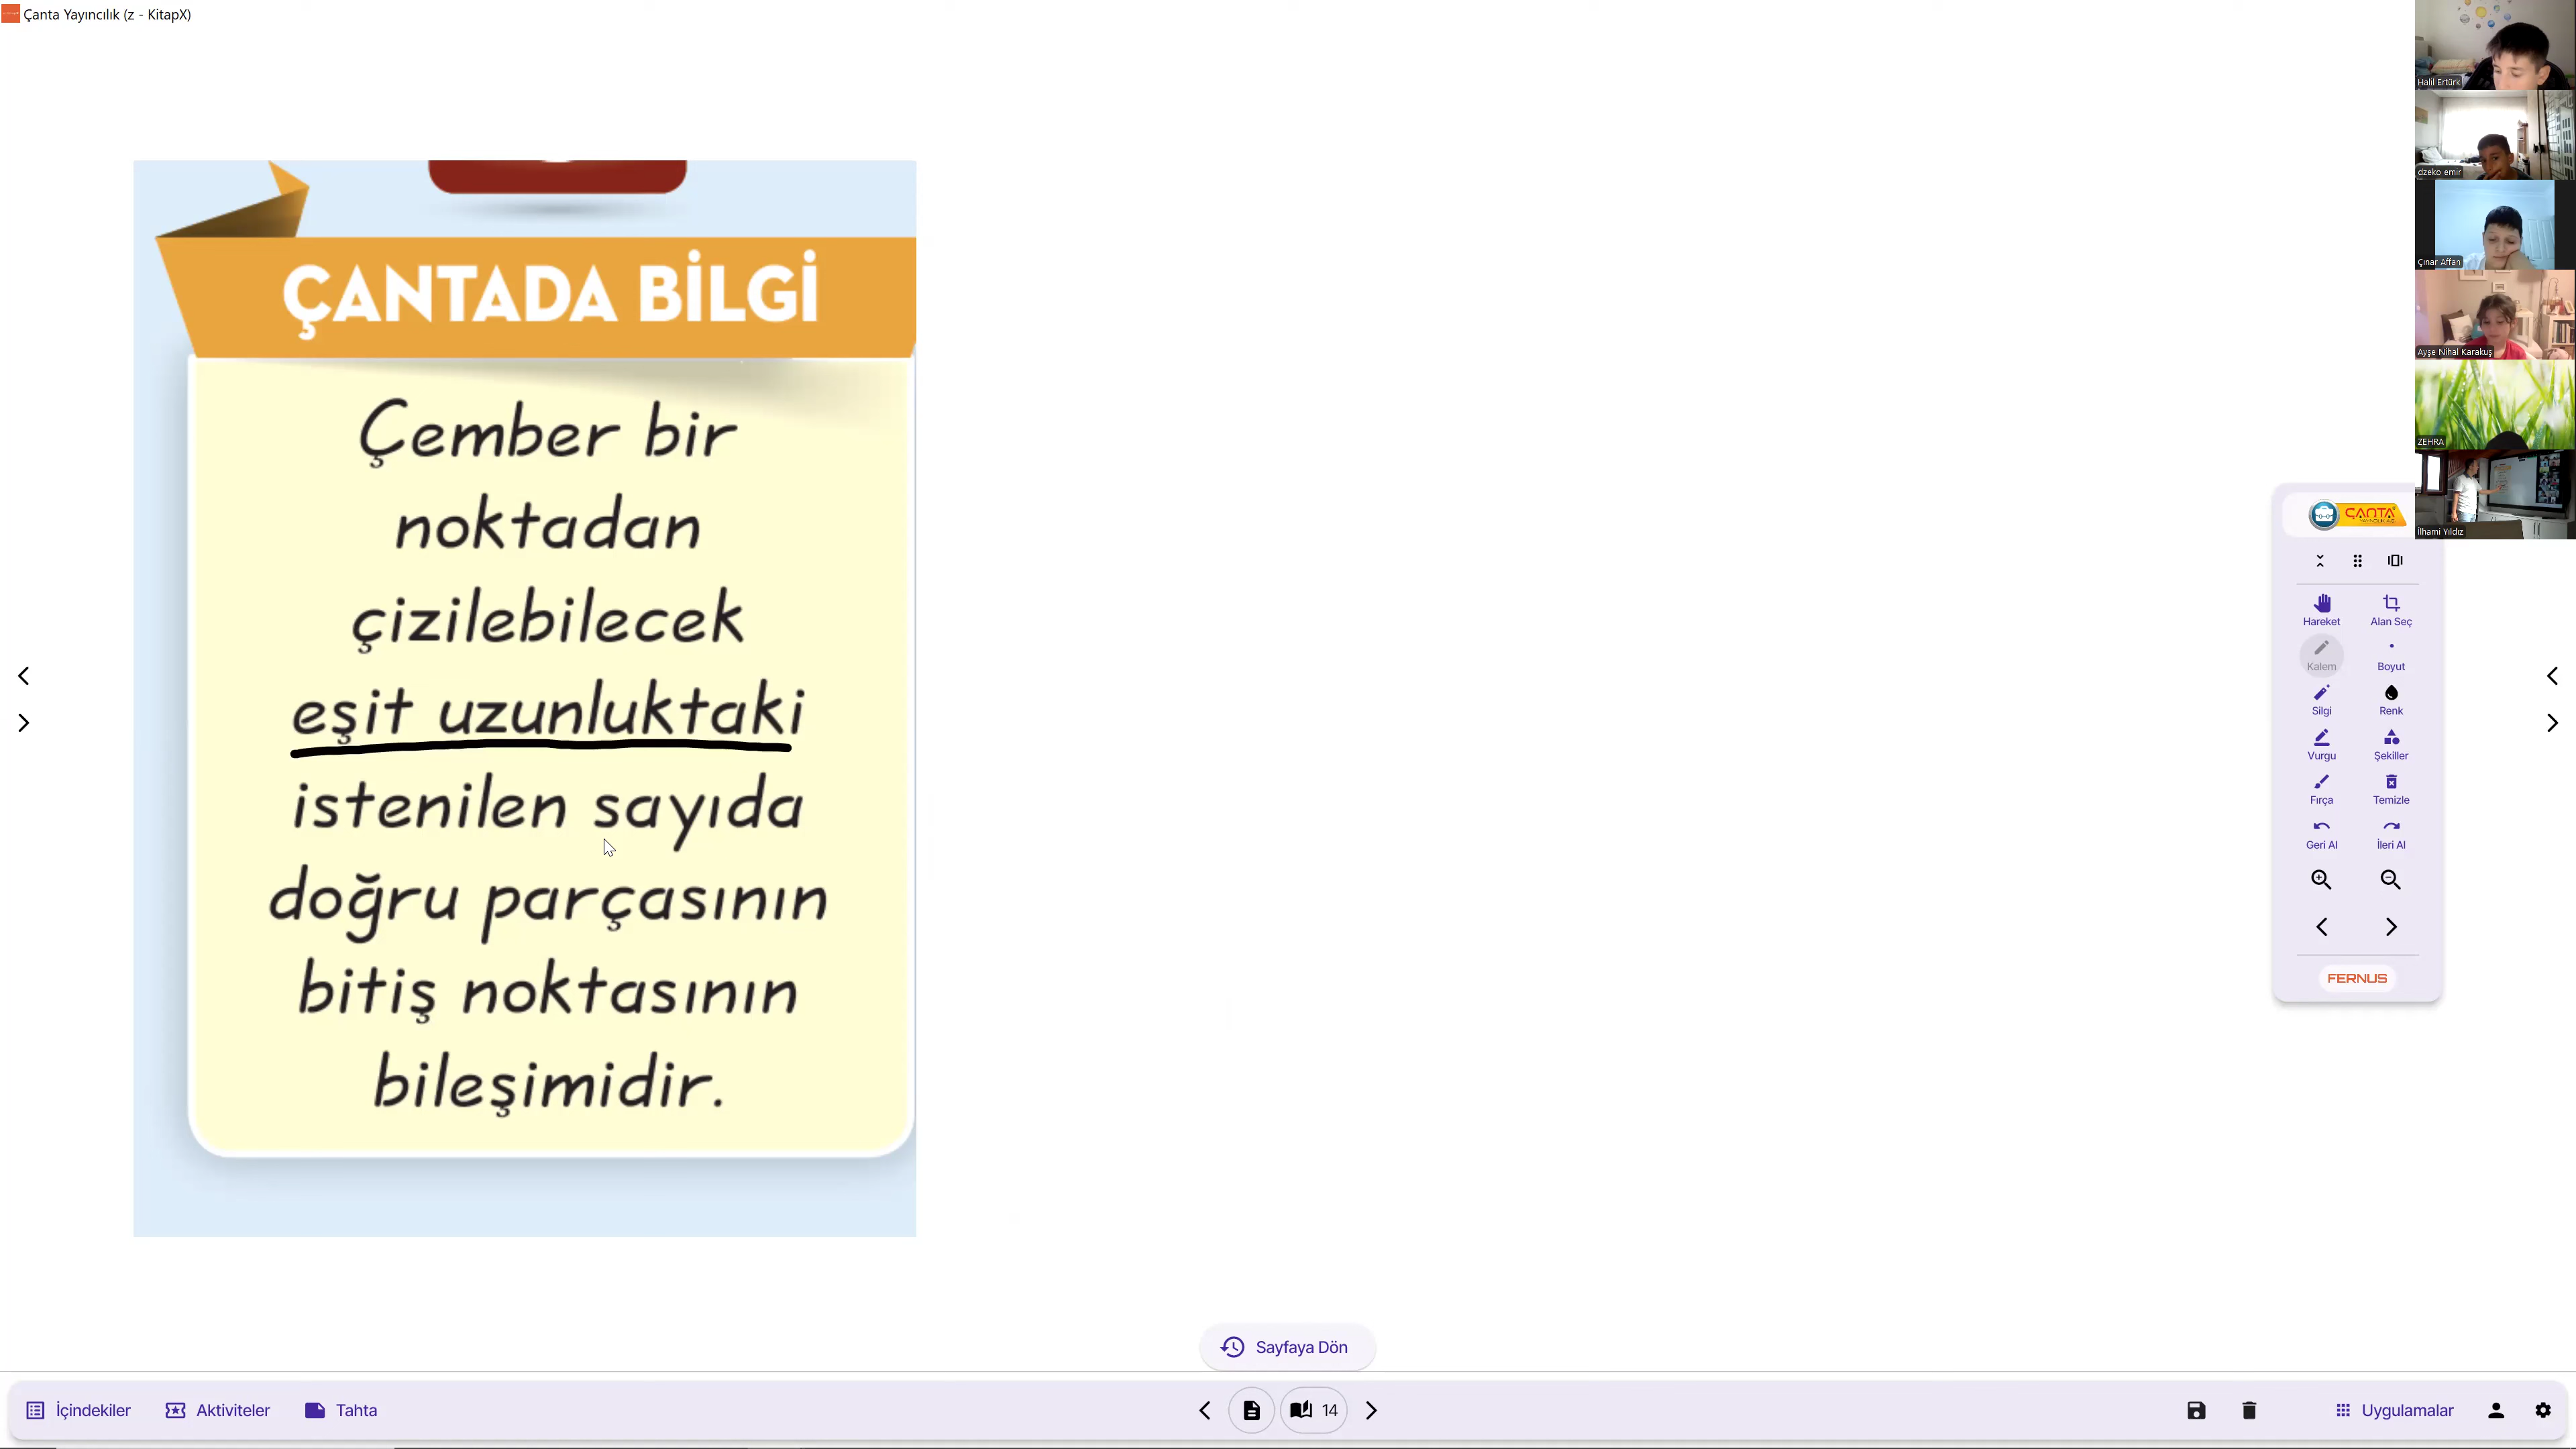 Çanta Yayıncılık (z - KitapX)
ÇANTADA BİLGİ
Çember bir
noktadan
çizilebilecek
eşit uzunluktaki
istenilen sayıda
doğru parçasının
bitiş noktasının
bileşimidir.
Halil Ertürk
dzeko emir
Çınar Affan
Ayşe Nihal Karakuş
ZEHRA
İlhami Yıldız
ÇANTA
Hareket
Alan Seç
Kalem
Boyut
Silgi
Renk
Vurgu
Şekiller
Fırça
Temizle
Geri Al
İleri Al
FERNUS
Sayfaya Dön
İçindekiler
Aktiviteler
Tahta
14
Uygulamalar